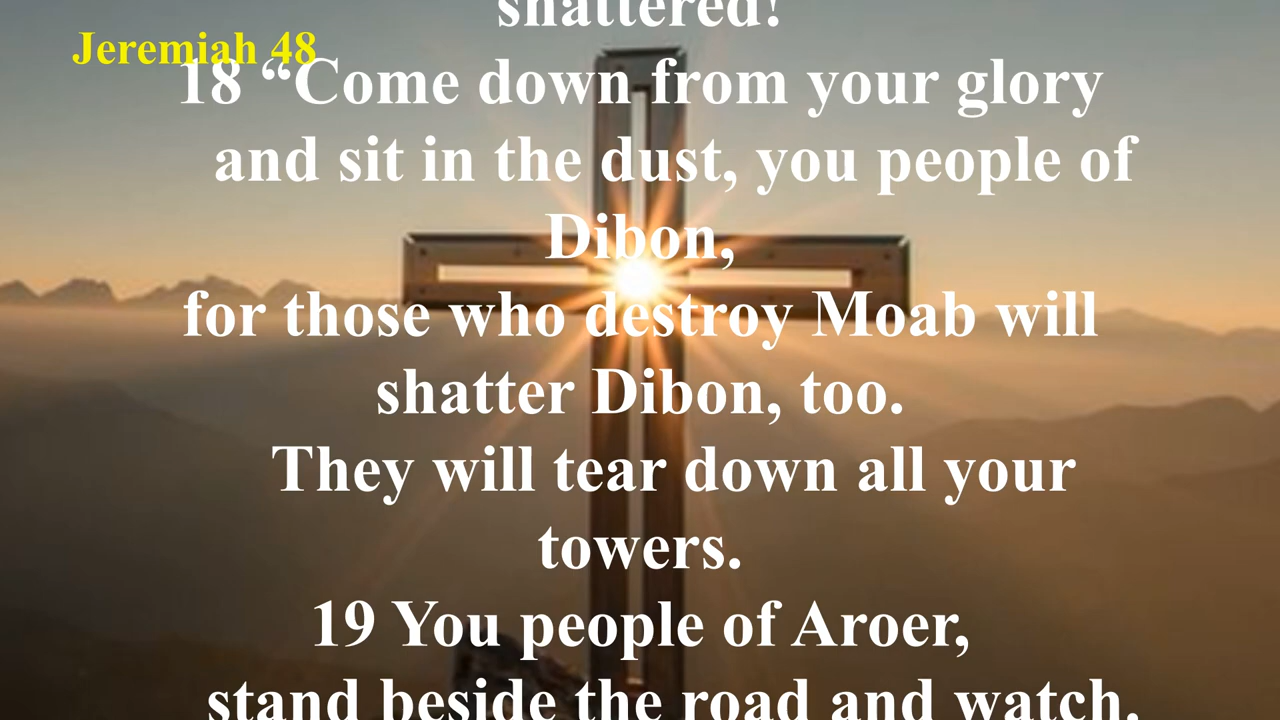 shattered!
Jeremiah 48
18 “Come down from your glory
and sit in the dust, you people of
Dibon,
for those who destroy Moab will
shatter Dibon, too.
They will tear down all your
towers.
19 You people of Aroer,
stand beside the road and watch.